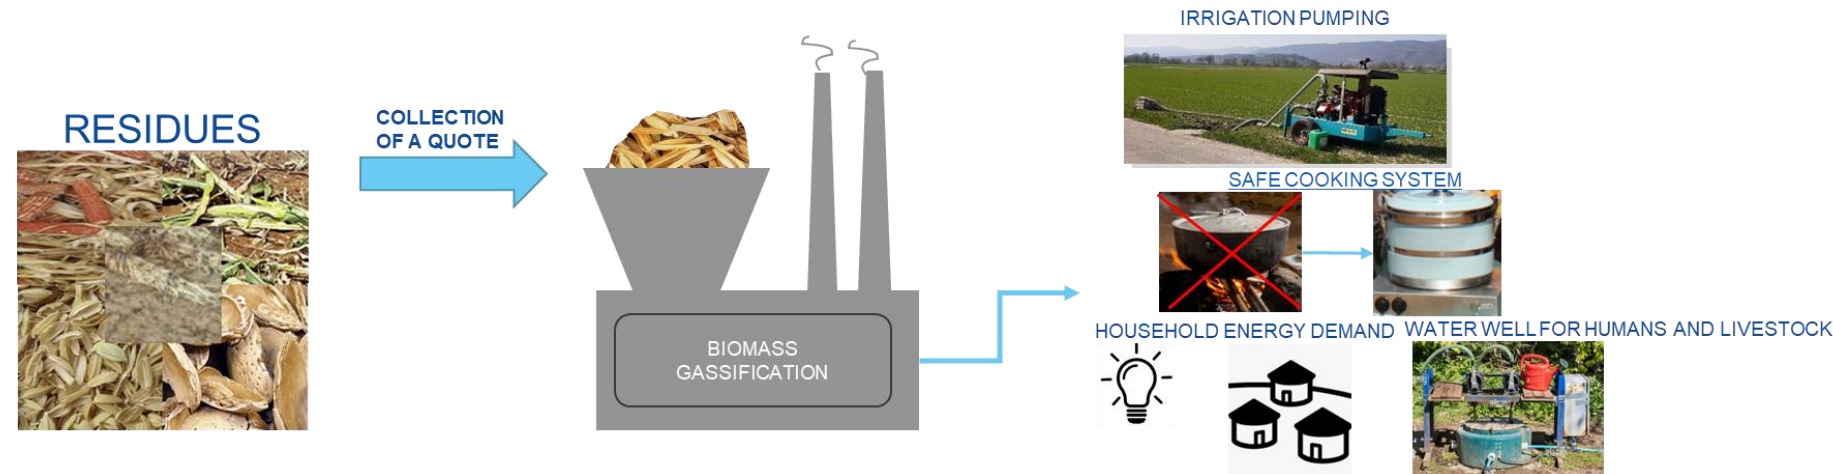 IRRIGATION PUMPING
RESIDUES
COLLECTION
OF A QUOTE
SAFE COOKING SYSTEM
HOUSEHOLD ENERGY DEMAND
WATER WELL FOR HUMANS AND LIVESTOCK
BIOMASS
GASSIFICATION